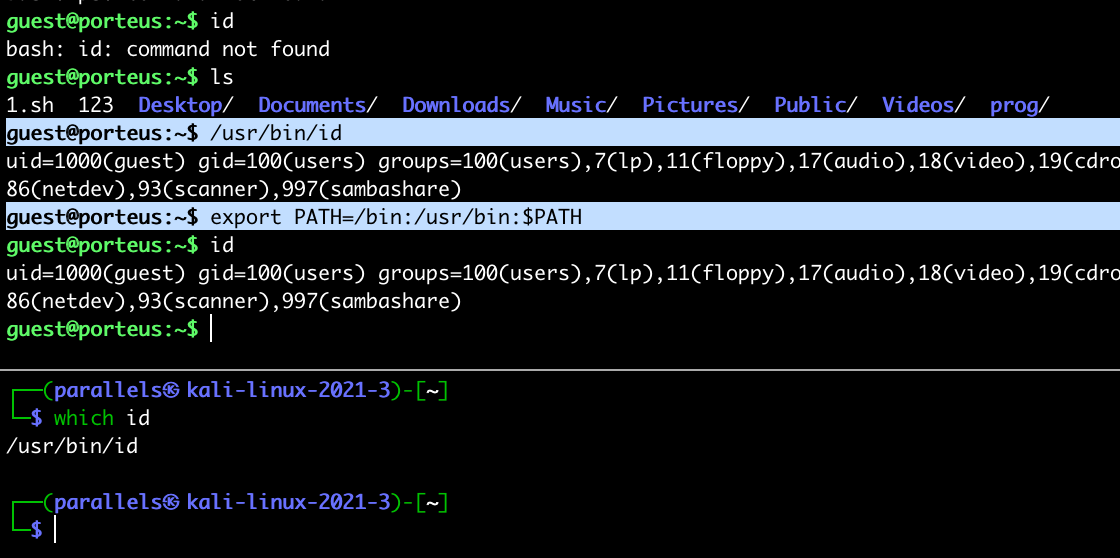 guest@porteus:~$ id
bash: id: command not found
guest@porteus:~$ ls
1.sh  123  Desktop/  Documents/  Downloads/  Music/  Pictures/  Public/  Videos/  prog/
guest@porteus:~$ /usr/bin/id
uid=1000(guest) gid=100(users) groups=100(users),7(lp),11(floppy),17(audio),18(video),19(cdro
86(netdev),93(scanner),997(sambashare)
guest@porteus:~$ export PATH=/bin:/usr/bin:$PATH
guest@porteus:~$ id
uid=1000(guest) gid=100(users) groups=100(users),7(lp),11(floppy),17(audio),18(video),19(cdro
86(netdev),93(scanner),997(sambashare)
guest@porteus:~$
┌──(parallels㉿kali-linux-2021-3)-[~]
└─$ which id
/usr/bin/id
┌──(parallels㉿kali-linux-2021-3)-[~]
└─$